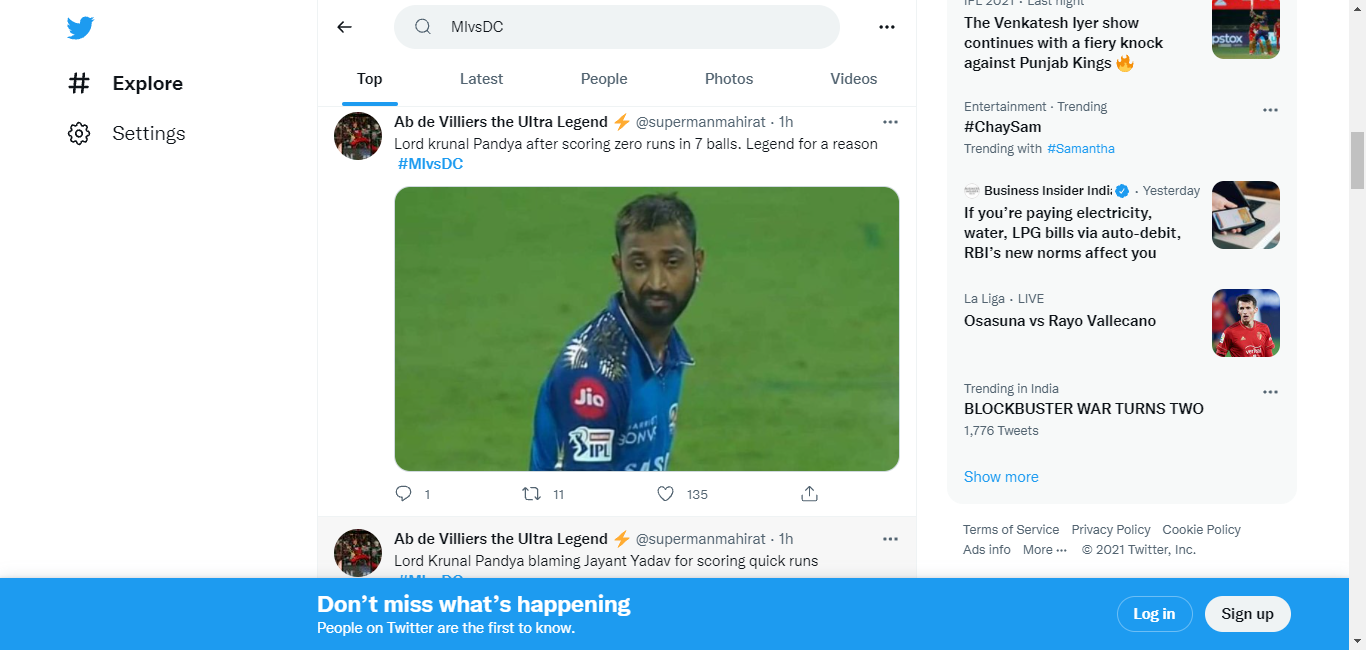 MIvsDC
Explore
Settings
Top
Latest
People
Photos
Videos
Ab de Villiers the Ultra Legend ⚡ @supermanmahirat · 1h
Lord krunal Pandya after scoring zero runs in 7 balls. Legend for a reason
#MIvsDC
Jio
IPL
1
11
135
Ab de Villiers the Ultra Legend ⚡ @supermanmahirat · 1h
Lord Krunal Pandya blaming Jayant Yadav for scoring quick runs
#MIvsDC
IPL 2021 · Last night
The Venkatesh Iyer show
continues with a fiery knock
against Punjab Kings 🔥
Entertainment · Trending
#ChaySam
Trending with #Samantha
Business Insider Indi · Yesterday
If you’re paying electricity,
water, LPG bills via auto-debit,
RBI’s new norms affect you
La Liga · LIVE
Osasuna vs Rayo Vallecano
Trending in India
BLOCKBUSTER WAR TURNS TWO
1,776 Tweets
Show more
Terms of Service Privacy Policy Cookie Policy
Ads info More ··· © 2021 Twitter, Inc.
Don’t miss what’s happening
People on Twitter are the first to know.
Log in
Sign up